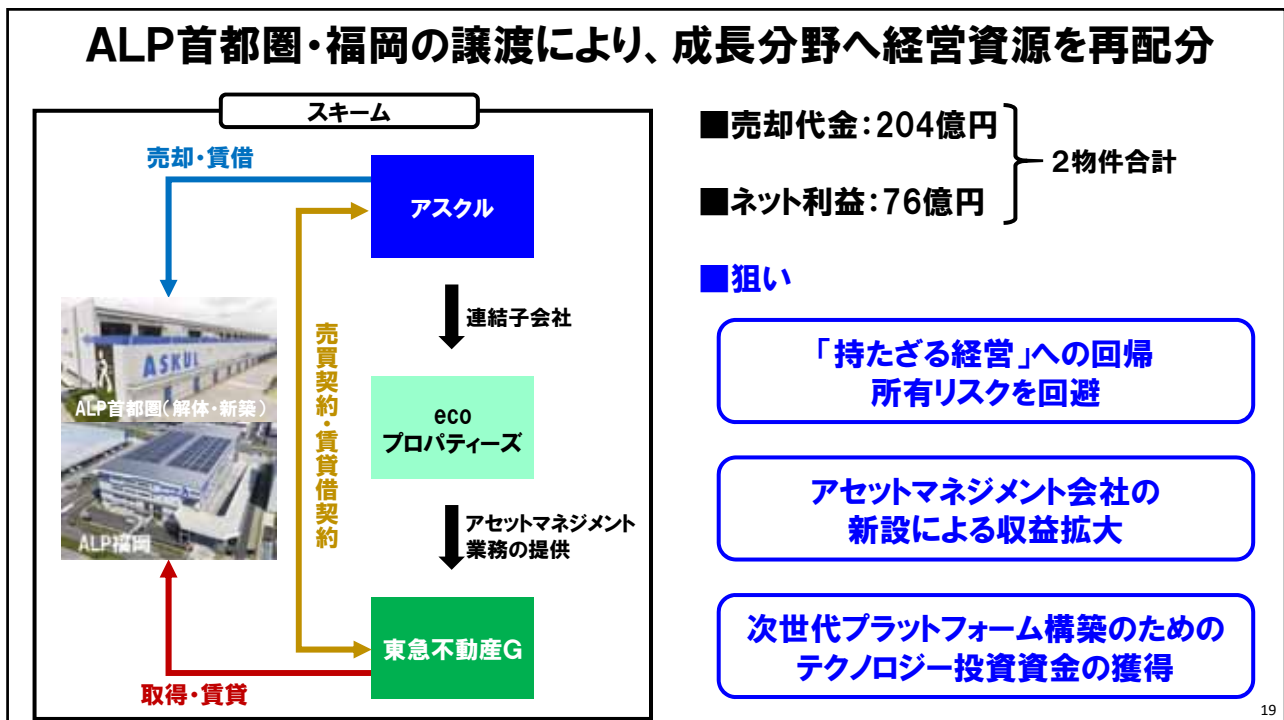 ALP首都圏・福岡の譲渡により、成長分野へ経営資源を再配分
スキーム
売却・賃借
アスクル
連結子会社
ASKUL
ALP首都圏(解体・新築)
ALP福岡
売買契約・賃貸借契約
eco
プロパティーズ
アセットマネジメント
業務の提供
東急不動産G
取得・賃貸
■売却代金:204億円
■ネット利益:76億円
2物件合計
■狙い
「持たざる経営」への回帰
所有リスクを回避
アセットマネジメント会社の
新設による収益拡大
次世代プラットフォーム構築のための
テクノロジー投資資金の獲得
19